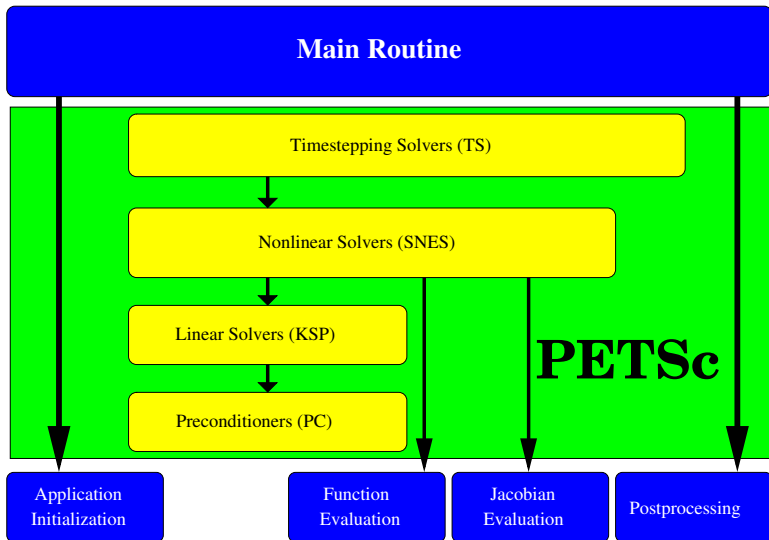 Main Routine
Timestepping Solvers (TS)
Nonlinear Solvers (SNES)
Linear Solvers (KSP)
PETSc
Preconditioners (PC)
Application
Initialization
Function
Evaluation
Jacobian
Evaluation
Postprocessing